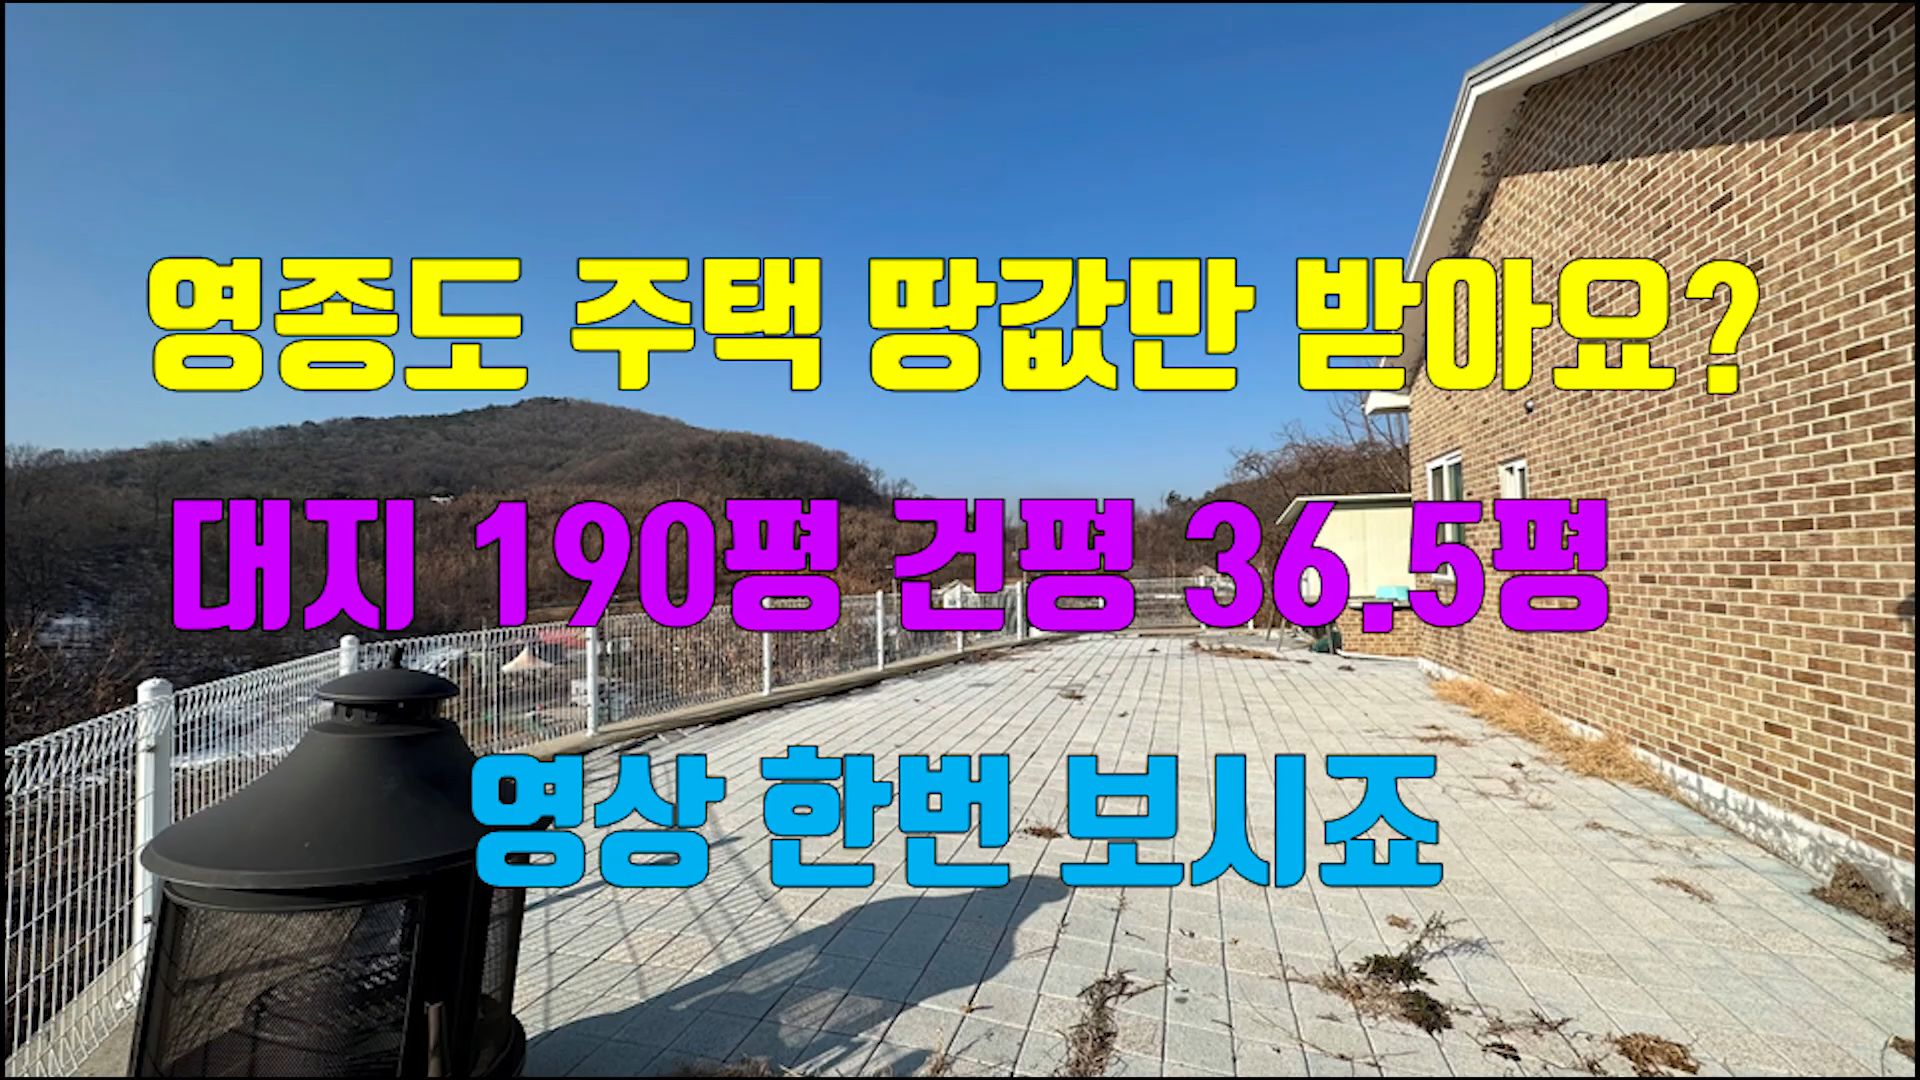 영종도 주택 땅값만 받아요?
대지 190평 건평 36.5평
영상 한번 보시죠